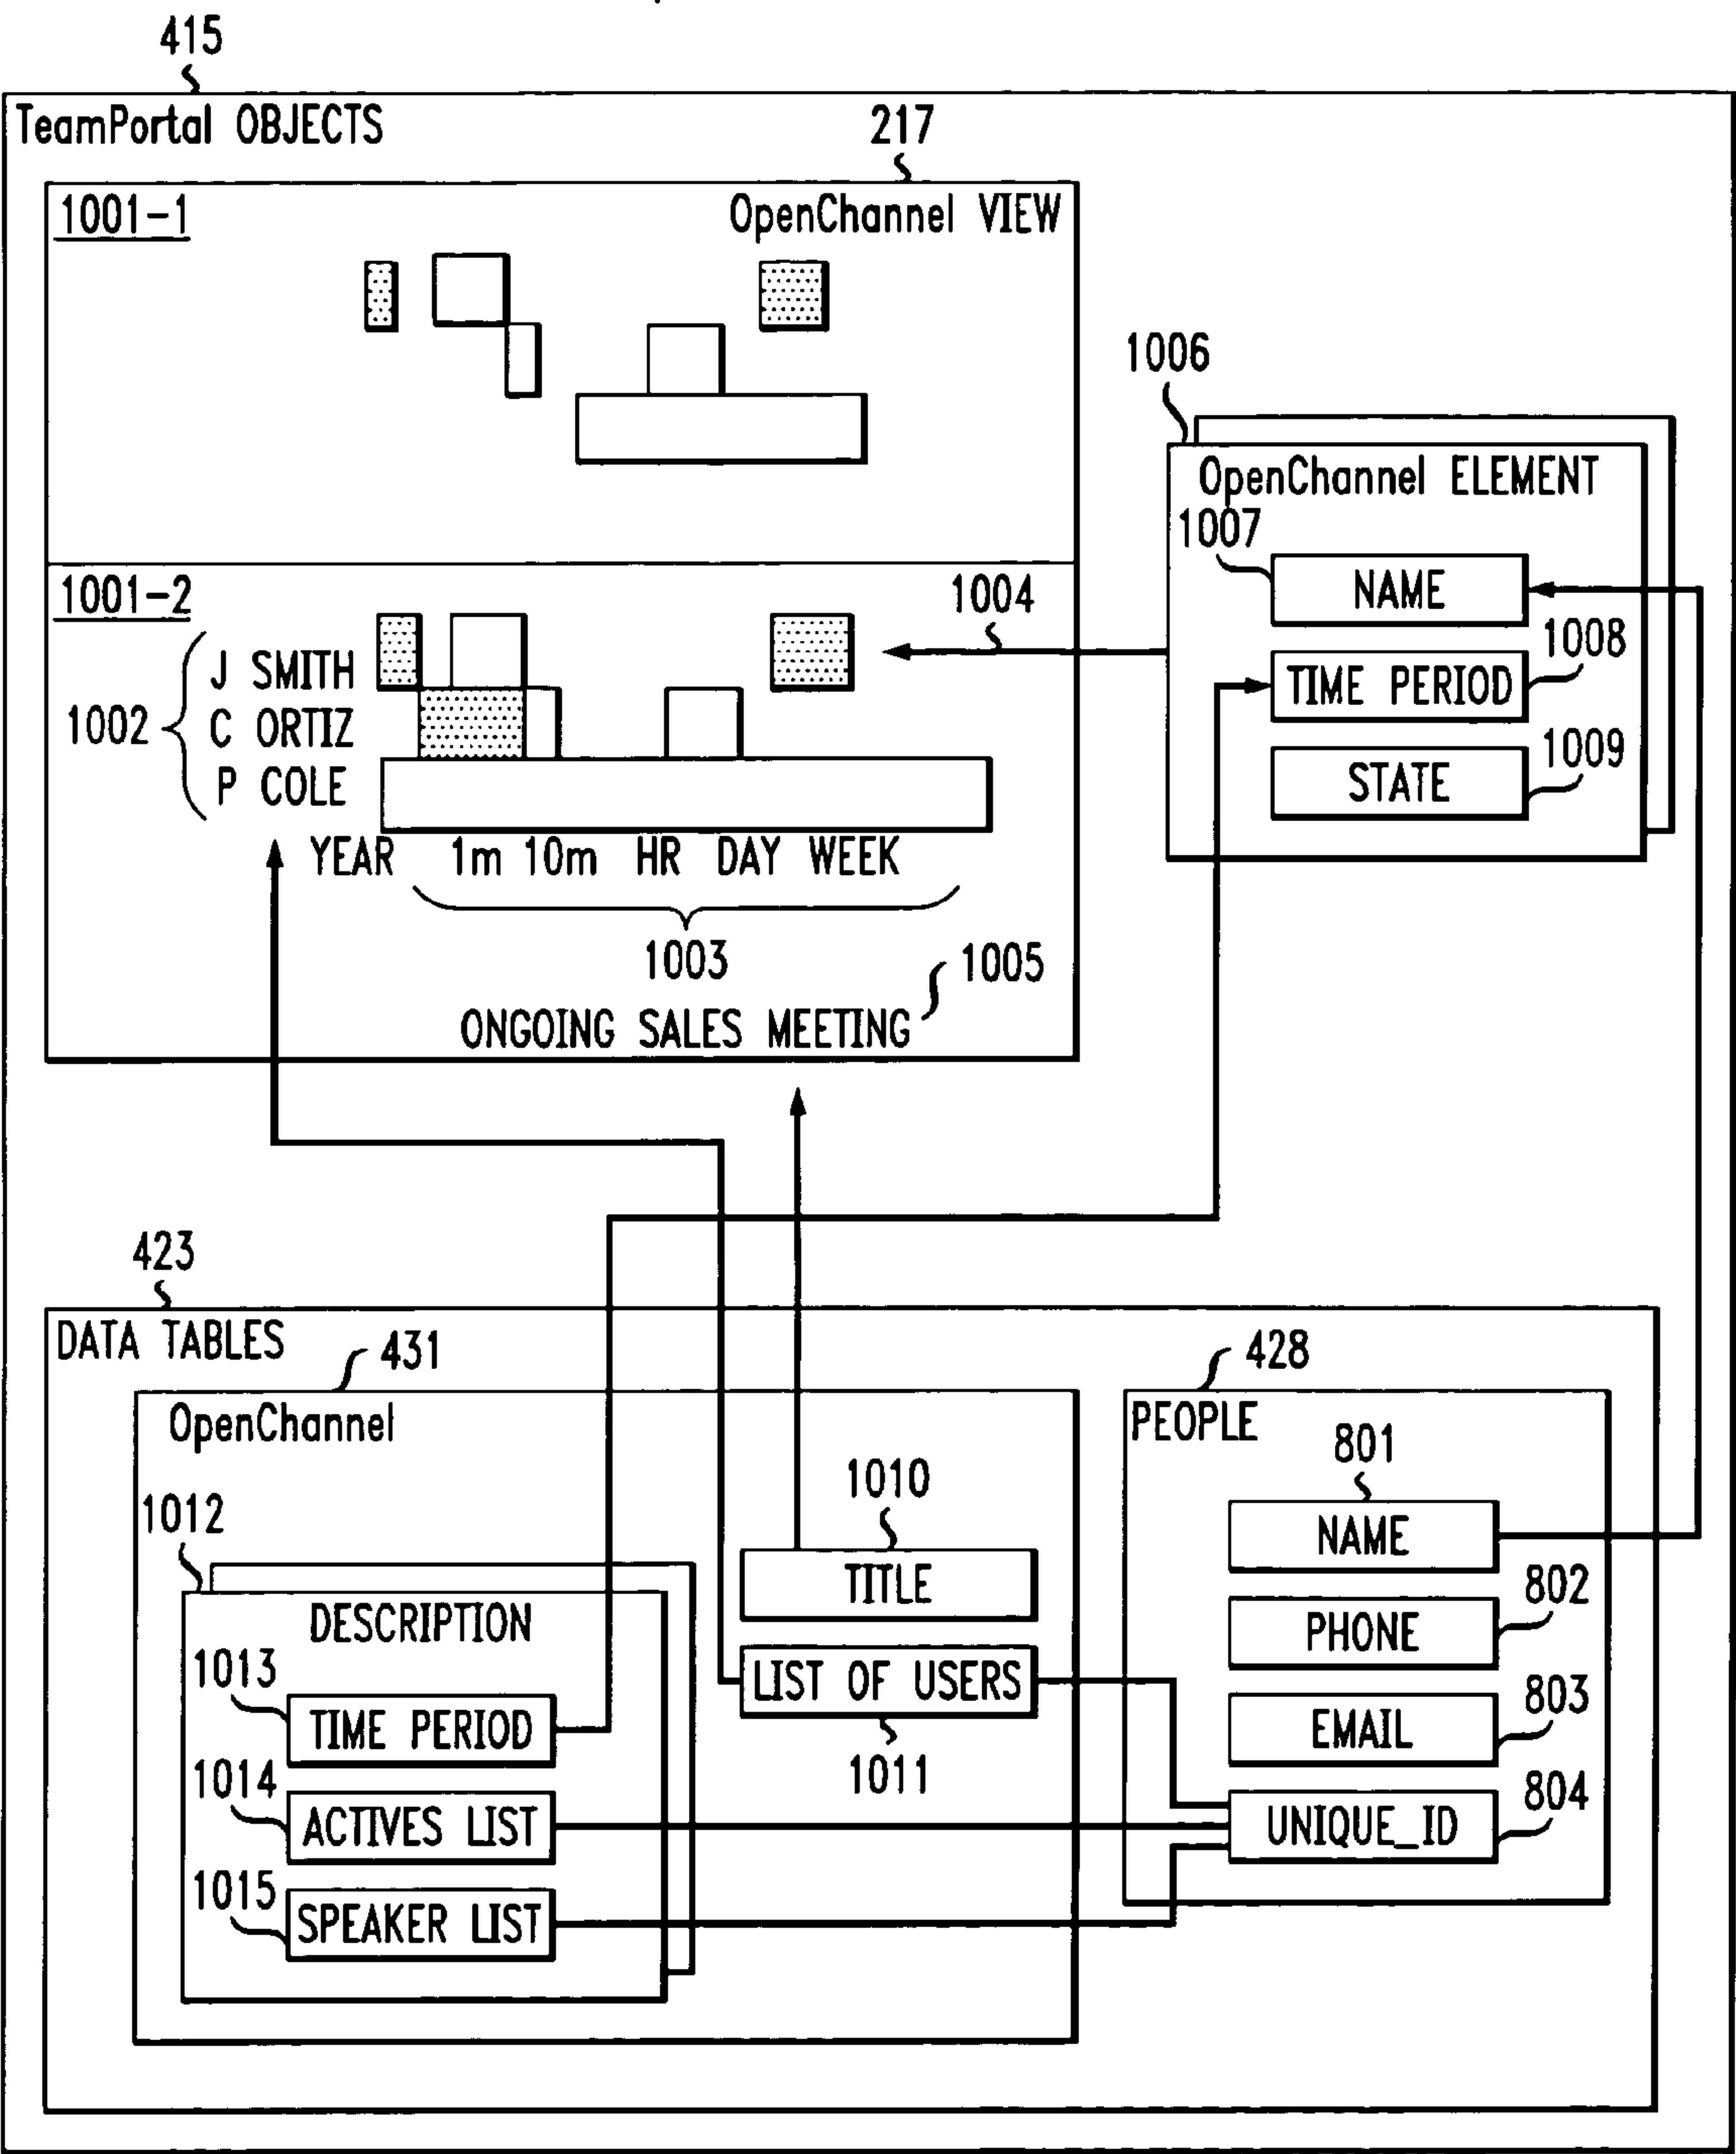 415
TeamPortal OBJECTS
217
1001-1
OpenChannel VIEW
1006
OpenChannel ELEMENT
1007
NAME
1008
TIME PERIOD
1009
STATE
1001-2
1004
1002
J SMITH
C ORTIZ
P COLE
YEAR 1m 10m HR DAY WEEK
1003
1005
ONGOING SALES MEETING
423
DATA TABLES
431
OpenChannel
428
PEOPLE
1010
TITLE
LIST OF USERS
1011
1012
DESCRIPTION
1013
TIME PERIOD
1014
ACTIVES LIST
1015
SPEAKER LIST
801
NAME
802
PHONE
803
EMAIL
804
UNIQUE_ID